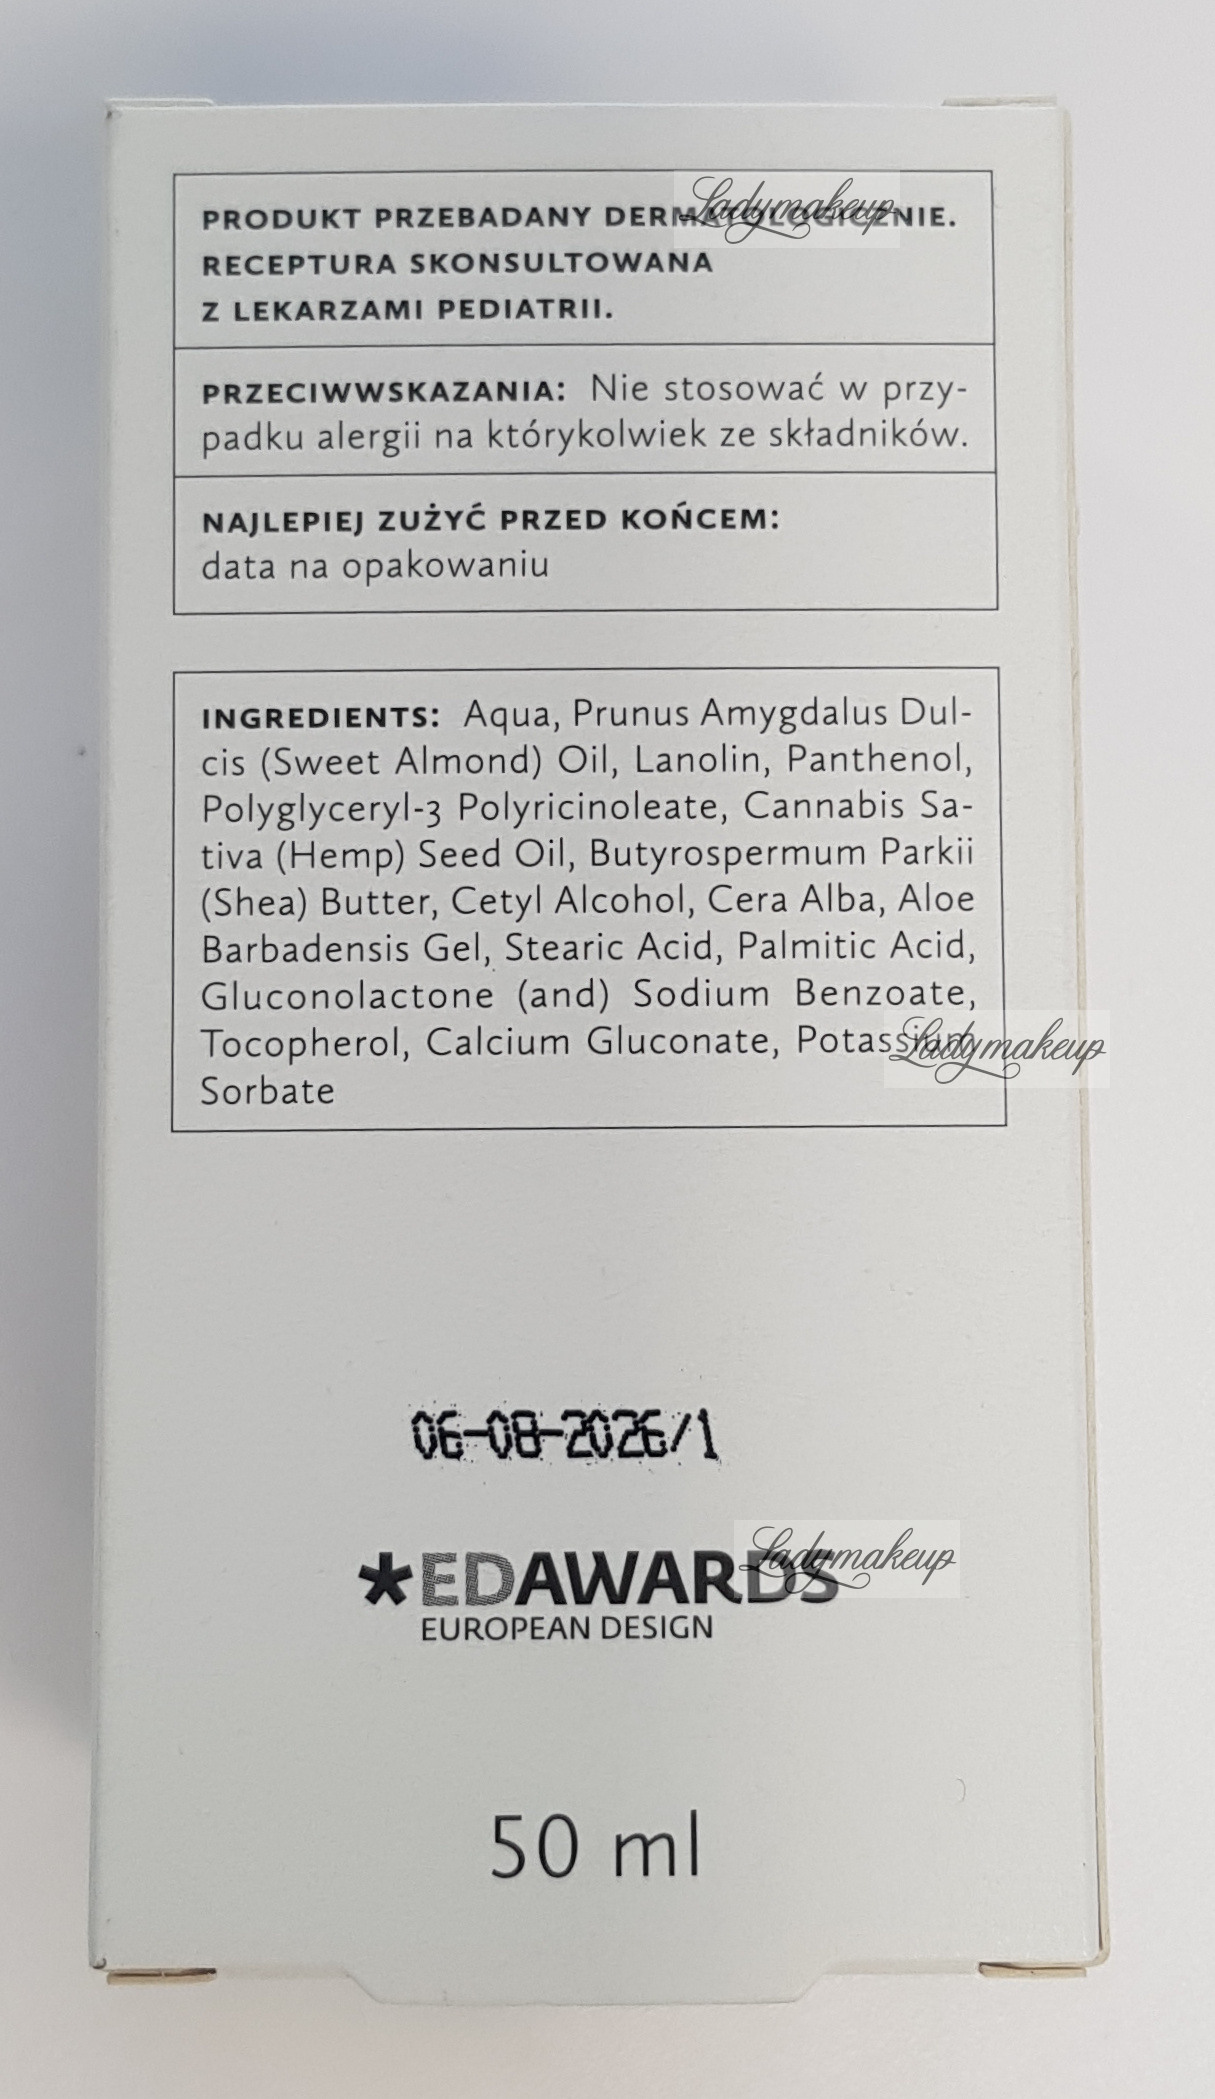 PRODUKT PRZEBADANY DERMATOLOGICZNIE.
RECEPTURA SKONSULTOWANA
Z LEKARZAMI PEDIATRII.
PRZECIWWSKAZANIA: Nie stosować w przy-
padku alergii na którykolwiek ze składników.
NAJLEPIEJ ZUŻYĆ PRZED KOŃCEM:
data na opakowaniu
INGREDIENTS: Aqua, Prunus Amygdalus Dul-
cis (Sweet Almond) Oil, Lanolin, Panthenol,
Polyglyceryl-3 Polyricinoleate, Cannabis Sa-
tiva (Hemp) Seed Oil, Butyrospermum Parkii
(Shea) Butter, Cetyl Alcohol, Cera Alba, Aloe
Barbadensis Gel, Stearic Acid, Palmitic Acid,
Gluconolactone (and) Sodium Benzoate,
Tocopherol, Calcium Gluconate, Potassium
Sorbate
06-08-2026/1
*EDAWARDS
EUROPEAN DESIGN
50 ml
Ladymakeup
Ladymakeup
Ladymakeup